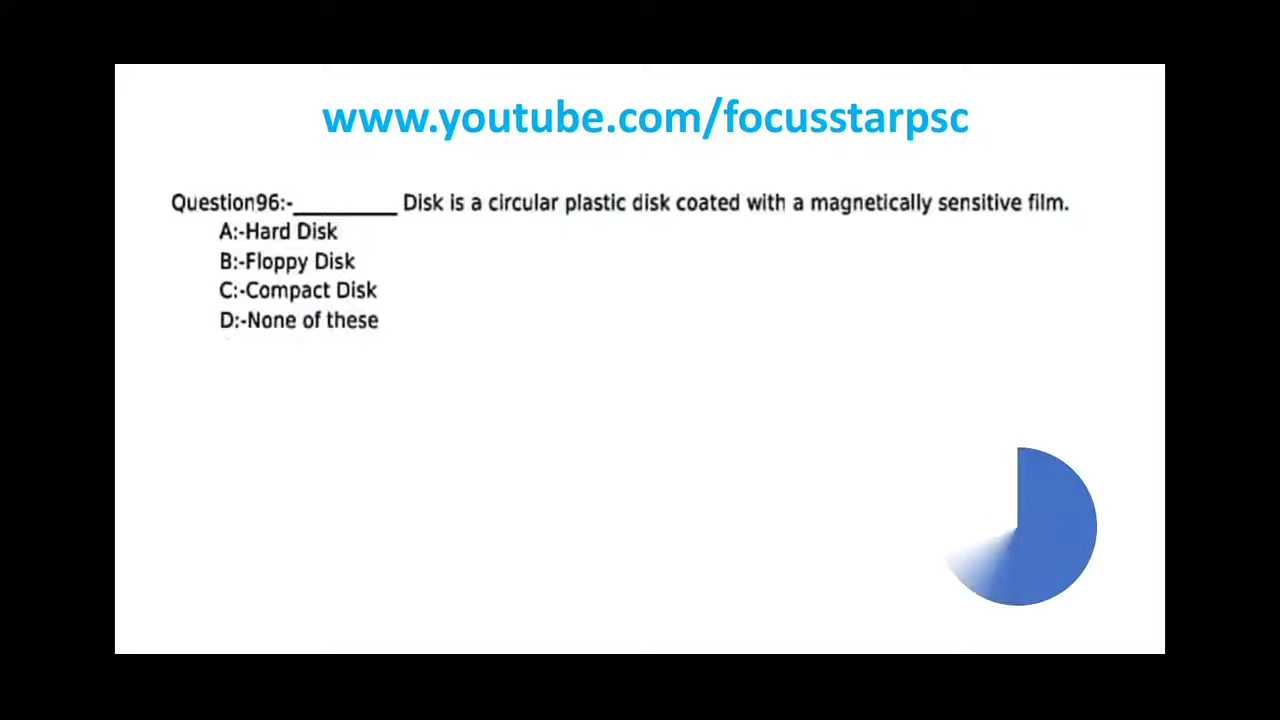 www.youtube.com/focusstarpsc
Question96:-_________ Disk is a circular plastic disk coated with a magnetically sensitive film.
A:-Hard Disk
B:-Floppy Disk
C:-Compact Disk
D:-None of these